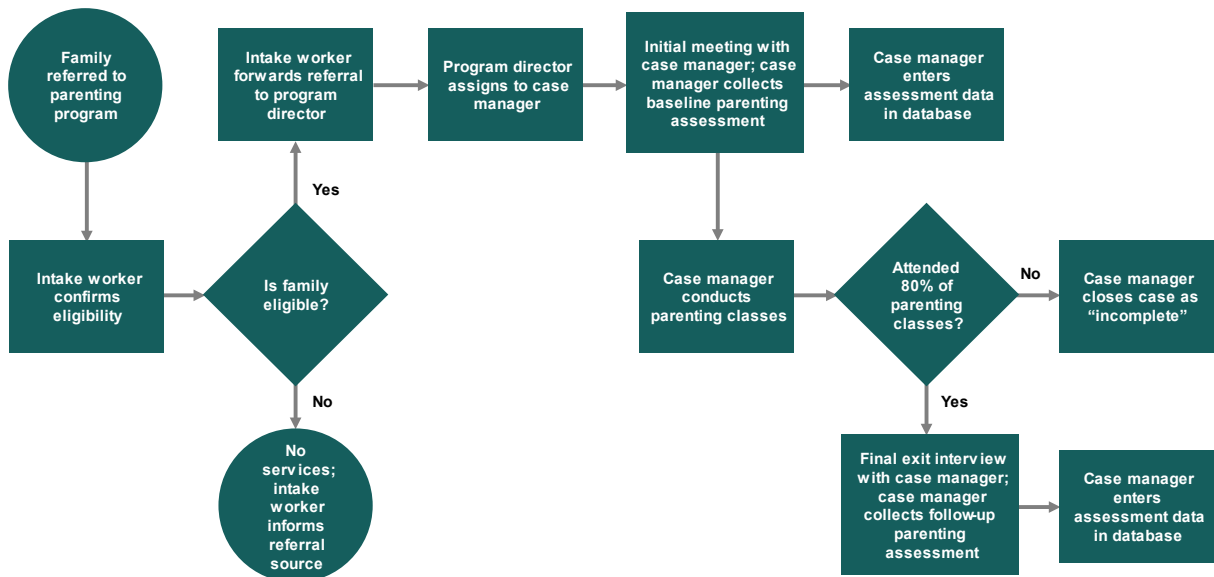 Family
referred to
parenting
program
Intake worker
forwards referral
to program
director
Program director
assigns to case
manager
Initial meeting with
case manager; case
manager collects
baseline parenting
assessment
Case manager
enters
assessment data
in database
Yes
Intake worker
confirms
eligibility
Is family
eligible?
No
No
services;
intake
worker
informs
referral
source
Case manager
conducts
parenting classes
Attended
80% of
parenting
classes?
No
Case manager
closes case as
“incomplete”
Yes
Final exit interview
with case manager;
case manager
collects follow-up
parenting
assessment
Case manager
enters
assessment data
in database